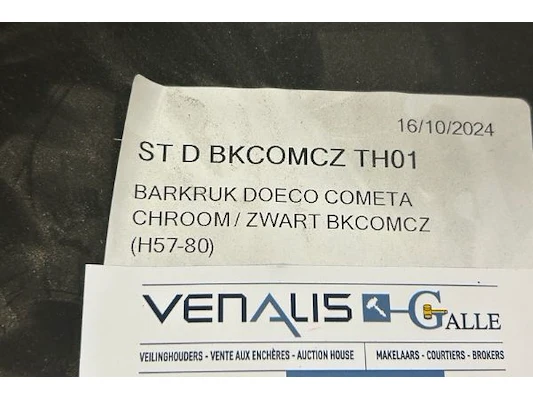 16/10/2024
ST D BKCOMCZ TH01
BARKRUK DOECO COMETA
CHROOM / ZWART BKCOMCZ
(H57-80)
VENALIS GALLE
VEILINGHOUDERS - VENTE AUX ENCHÈRES - AUCTION HOUSE | MAKELAARS - COURTIERS - BROKERS